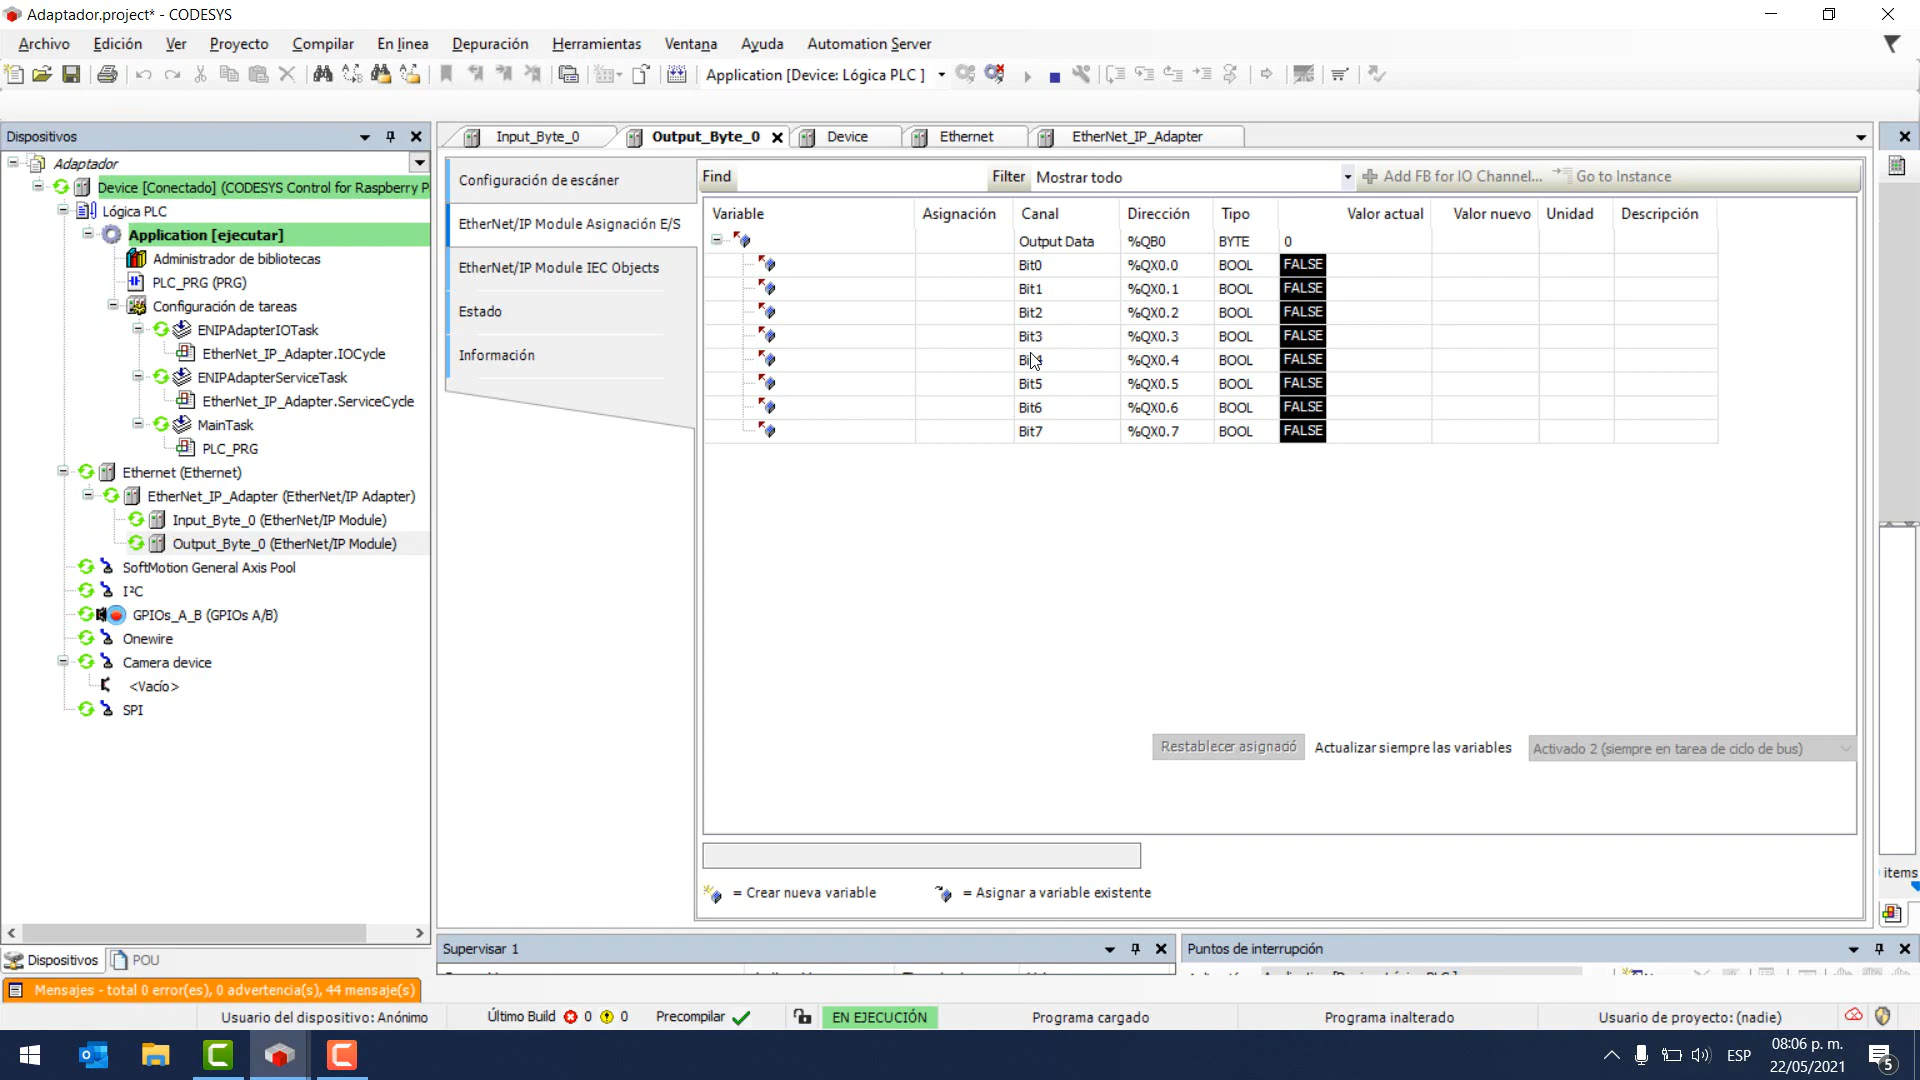 Adaptador.project* - CODESYS
Archivo Edición Ver Proyecto Compilar En línea Depuración Herramientas Ventana Ayuda Automation Server
Application [Device: Lógica PLC ]
Dispositivos
Input_Byte_0 Output_Byte_0 Device Ethernet EtherNet_IP_Adapter
Adaptador
Device [Conectado] (CODESYS Control for Raspberry P
Lógica PLC
Application [ejecutar]
Administrador de bibliotecas
PLC_PRG (PRG)
Configuración de tareas
ENIPAdapterIOTask
EtherNet_IP_Adapter.IOCycle
ENIPAdapterServiceTask
EtherNet_IP_Adapter.ServiceCycle
MainTask
PLC_PRG
Ethernet (Ethernet)
EtherNet_IP_Adapter (EtherNet/IP Adapter)
Input_Byte_0 (EtherNet/IP Module)
Output_Byte_0 (EtherNet/IP Module)
SoftMotion General Axis Pool
I²C
GPIOs_A_B (GPIOs A/B)
Onewire
Camera device
<Vacío>
SPI
Dispositivos POU
Configuración de escáner
EtherNet/IP Module Asignación E/S
EtherNet/IP Module IEC Objects
Estado
Información
Find Filter Mostrar todo Add FB for IO Channel... Go to Instance
Variable Asignación Canal Dirección Tipo Valor actual Valor nuevo Unidad Descripción
Output Data %QB0 BYTE 0
Bit0 %QX0.0 BOOL FALSE
Bit1 %QX0.1 BOOL FALSE
Bit2 %QX0.2 BOOL FALSE
Bit3 %QX0.3 BOOL FALSE
Bit4 %QX0.4 BOOL FALSE
Bit5 %QX0.5 BOOL FALSE
Bit6 %QX0.6 BOOL FALSE
Bit7 %QX0.7 BOOL FALSE
Restablecer asignació Actualizar siempre las variables Activado 2 (siempre en tarea de ciclo de bus)
= Crear nueva variable = Asignar a variable existente
items
Supervisar 1 Puntos de interrupción
Mensajes - total 0 error(es), 0 advertencia(s), 44 mensaje(s)
Usuario del dispositivo: Anónimo Último Build 0 0 Precompilar EN EJECUCIÓN Programa cargado Programa inalterado Usuario de proyecto: (nadie)
ESP
08:06 p. m.
22/05/2021
5